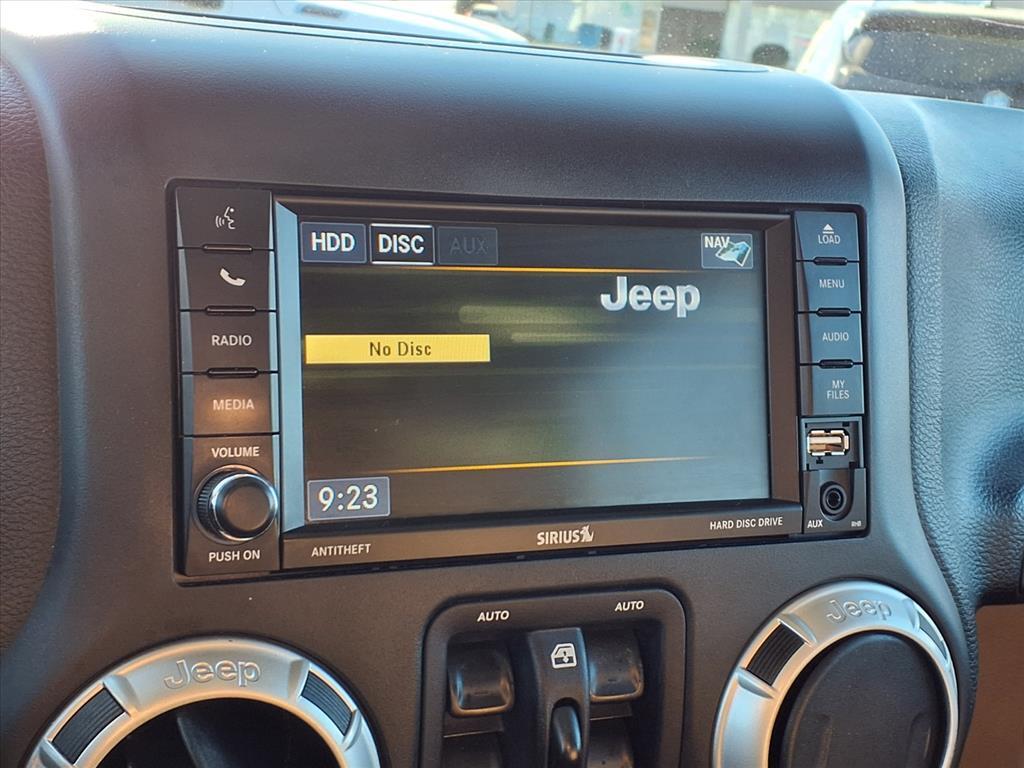 HDD DISC AUX NAV
LOAD
Jeep
MENU
RADIO
AUDIO
No Disc
MEDIA
MY
FILES
VOLUME
9:23
PUSH ON
ANTITHEFT
SIRIUS
HARD DISC DRIVE
AUX RHR
AUTO AUTO
Jeep
Jeep